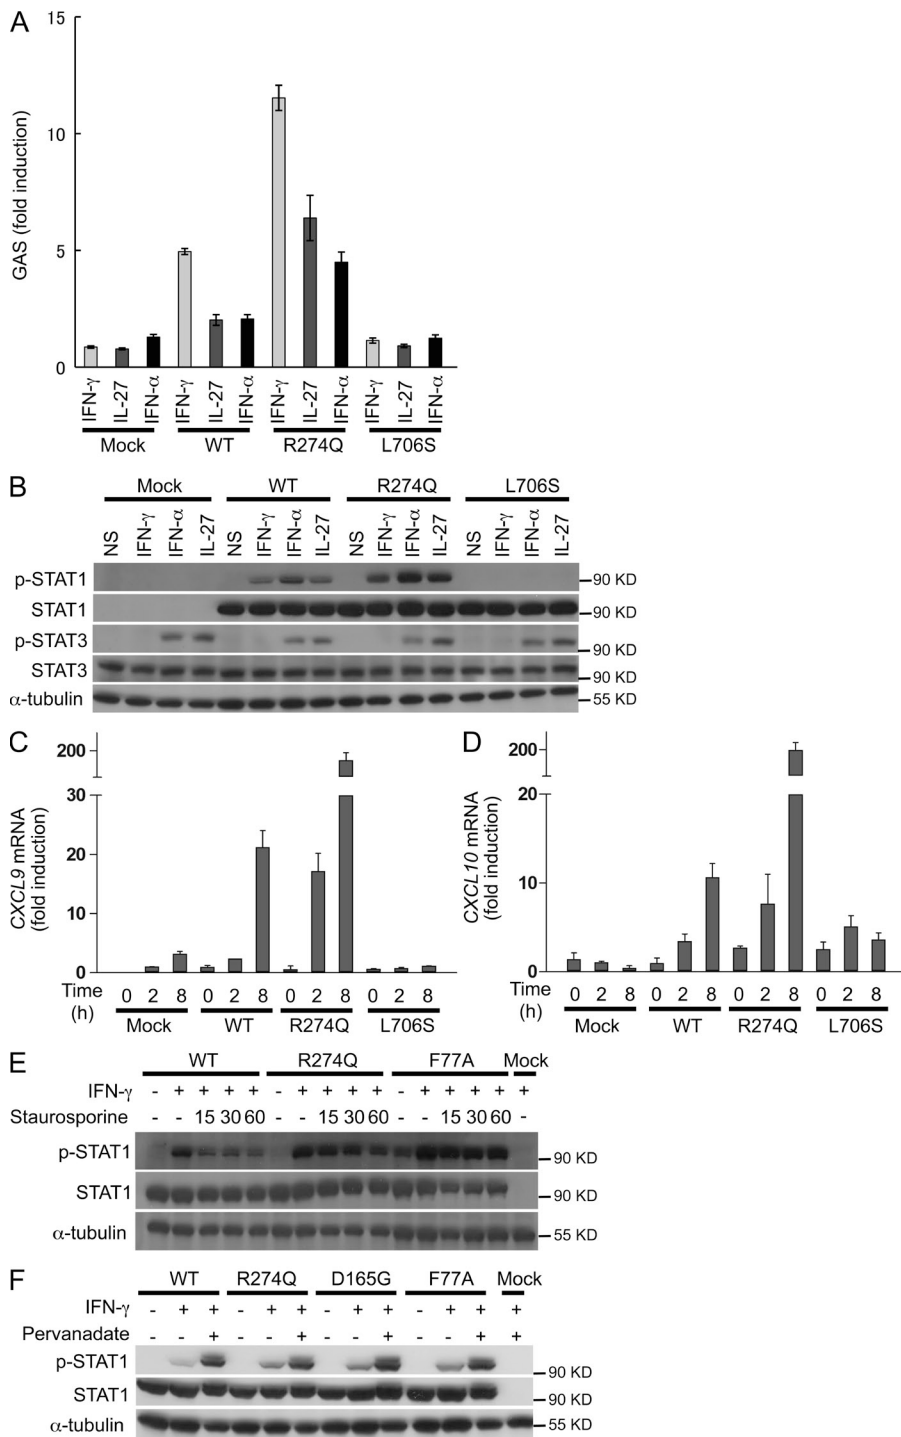 A
15
10
5
0
GAS (fold induction)
IFN-γ IL-27 IFN-α IFN-γ IL-27 IFN-α IFN-γ IL-27 IFN-α IFN-γ IL-27 IFN-α
Mock WT R274Q L706S
B
Mock WT R274Q L706S
NS IFN-γ IFN-α IL-27 NS IFN-γ IFN-α IL-27 NS IFN-γ IFN-α IL-27 NS IFN-γ IFN-α IL-27
p-STAT1 90 KD
STAT1 90 KD
p-STAT3 90 KD
STAT3 90 KD
α-tubulin 55 KD
C
200
30
20
10
0
CXCL9 mRNA
(fold induction)
Time
(h)
0 2 8 0 2 8 0 2 8 0 2 8
Mock WT R274Q L706S
D
200
20
10
0
CXCL10 mRNA
(fold induction)
Time
(h)
0 2 8 0 2 8 0 2 8 0 2 8
Mock WT R274Q L706S
E
WT R274Q F77A Mock
IFN-γ - + + + + - + + + + - + + + + +
Staurosporine - - 15 30 60 - - 15 30 60 - - 15 30 60 -
p-STAT1 90 KD
STAT1 90 KD
α-tubulin 55 KD
F
WT R274Q D165G F77A Mock
IFN-γ - + + - + + - + + - + + +
Pervanadate - - + - - + - - + - - + +
p-STAT1 90 KD
STAT1 90 KD
α-tubulin 55 KD